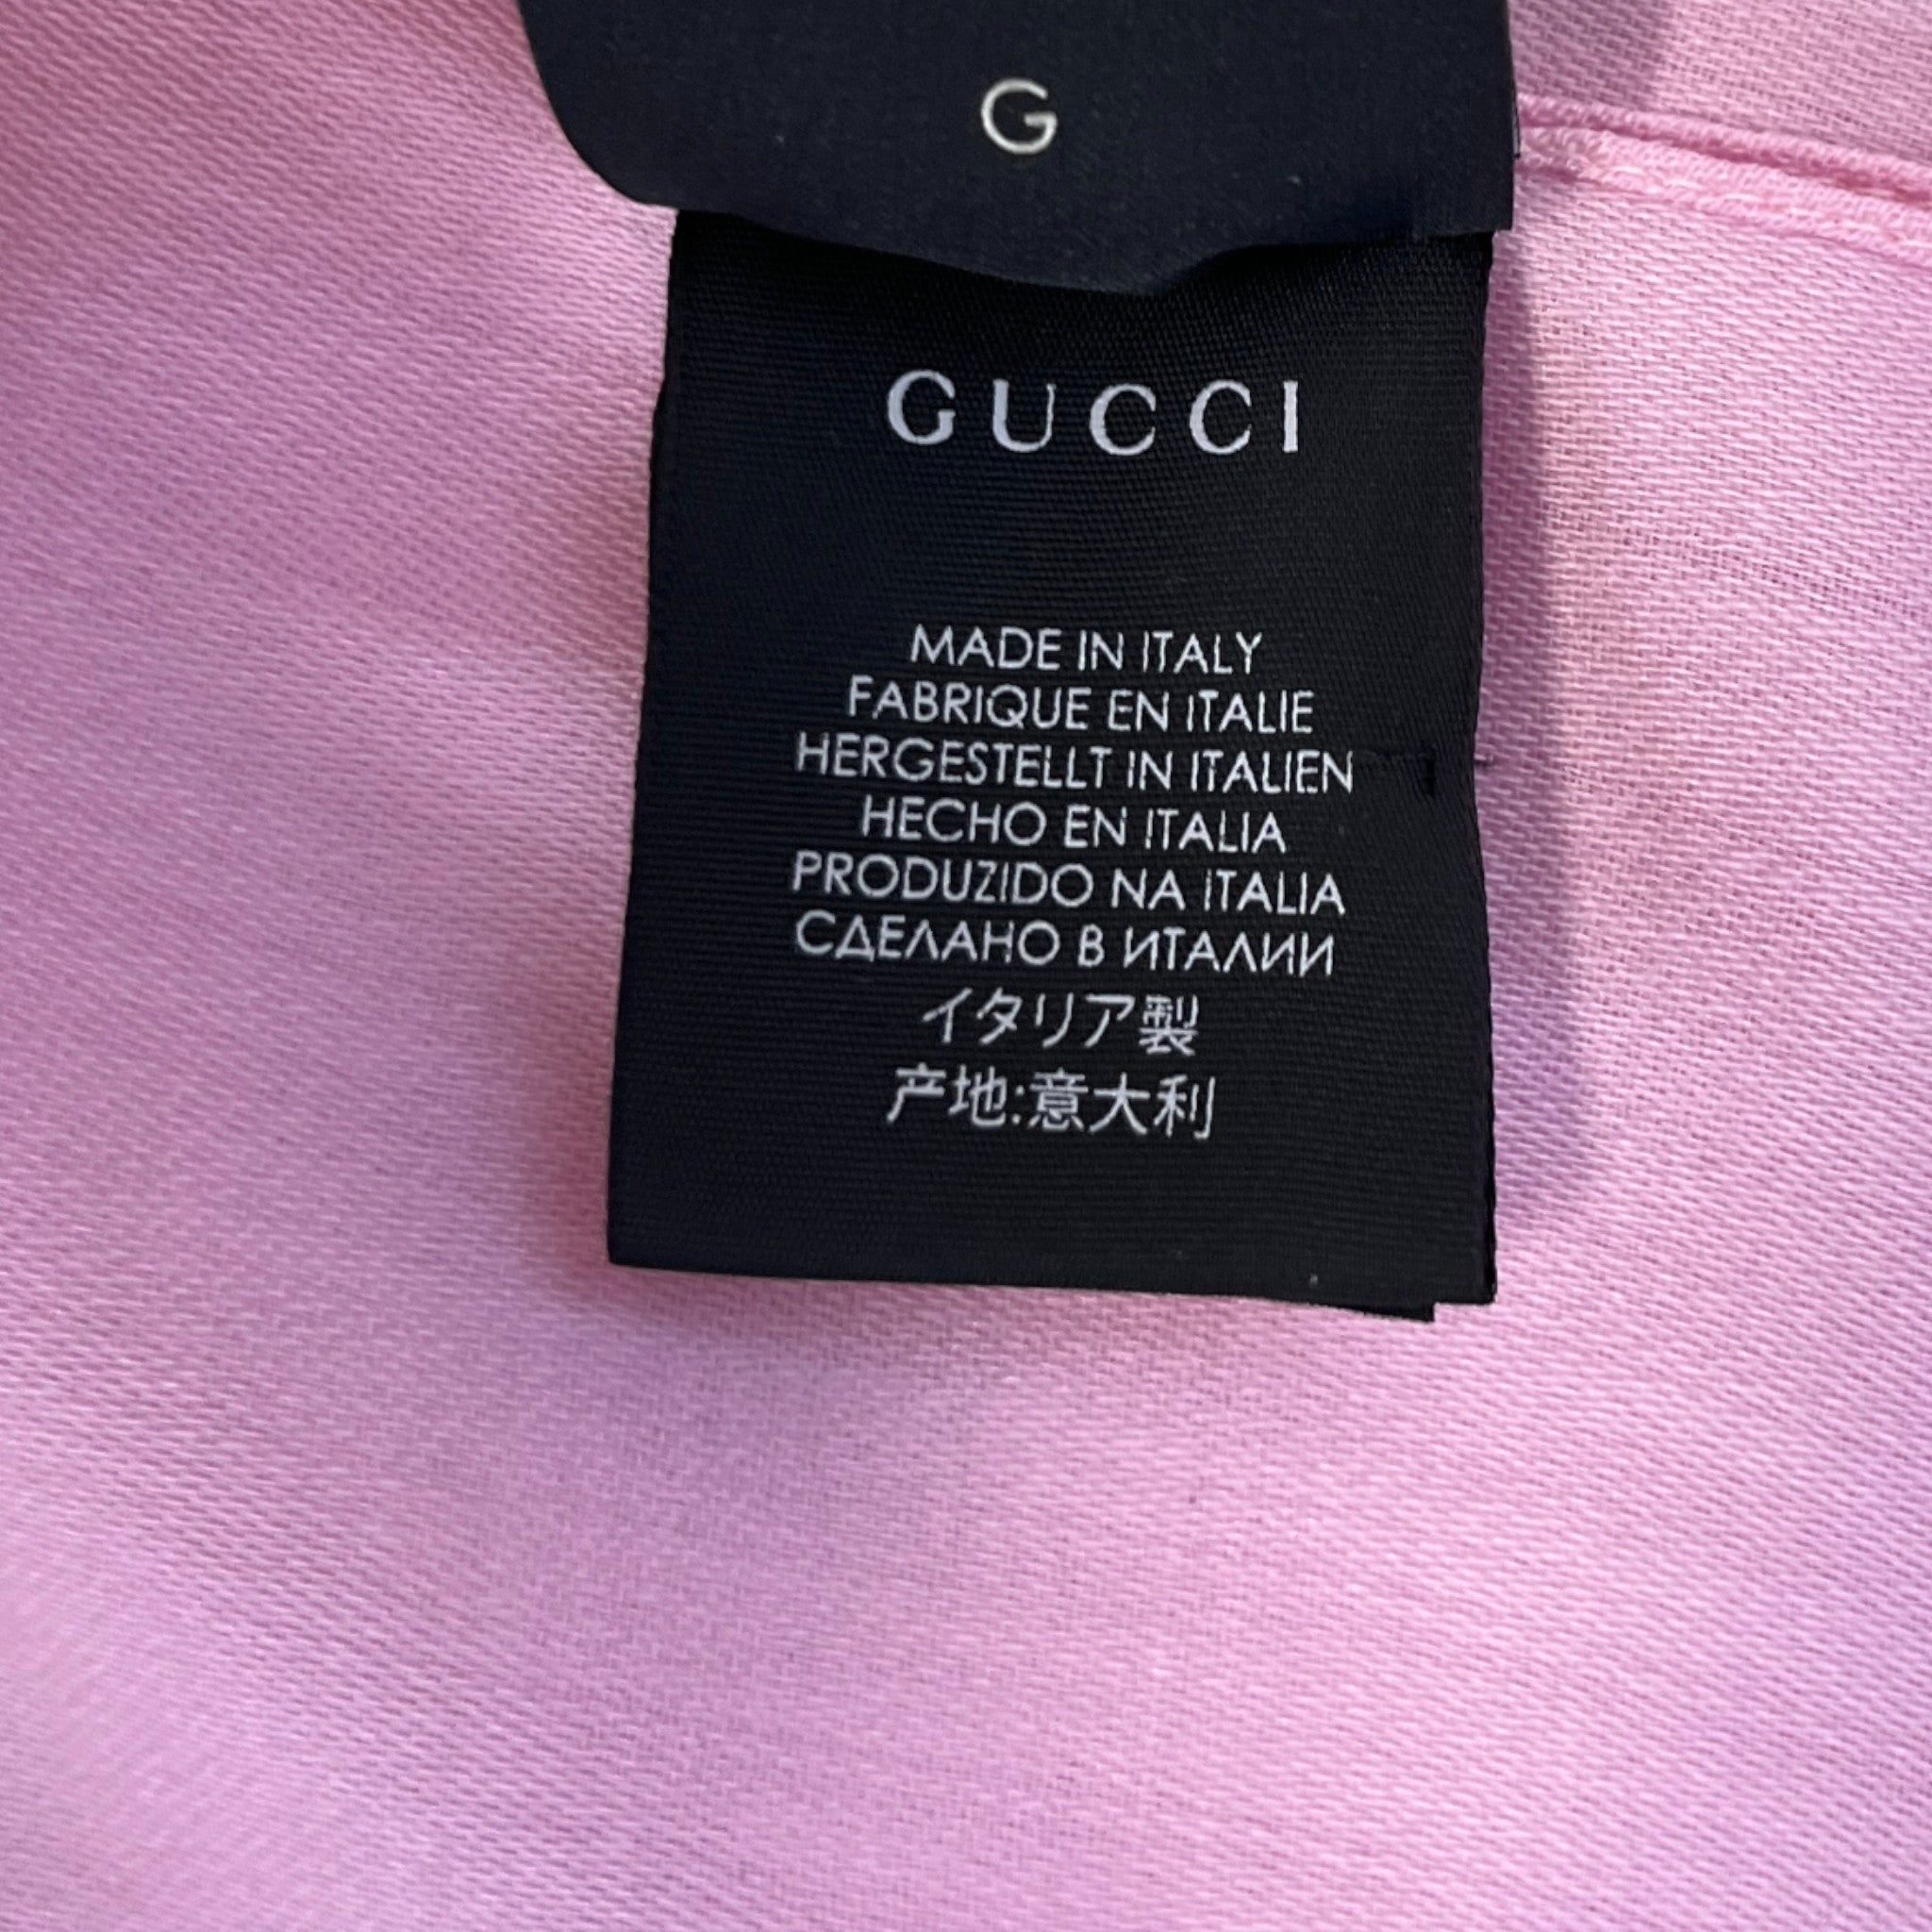 G
GUCCI
MADE IN ITALY
FABRIQUE EN ITALIE
HERGESTELLT IN ITALIEN
HECHO EN ITALIA
PRODUZIDO NA ITALIA
СДЕЛАНО В ИТАЛИИ
イタリア製
产地:意大利